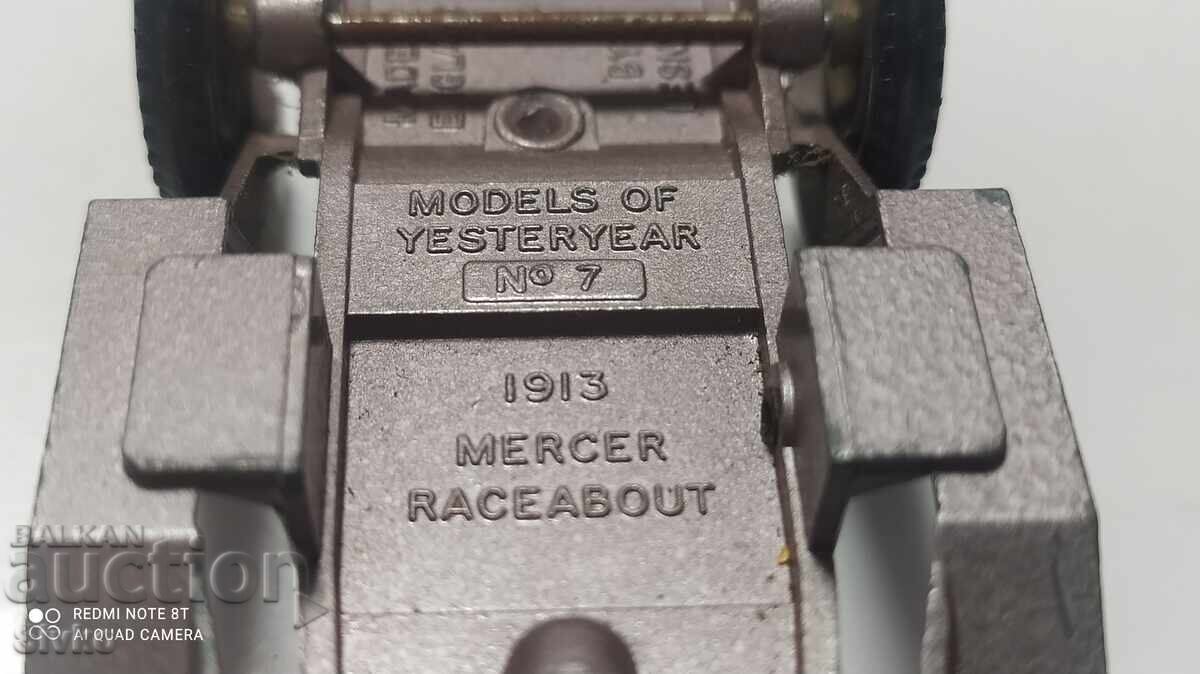 MODELS OF
YESTERYEAR
No 7
1913
MERCER
RACEABOUT
BALKAN
auction
REDMI NOTE 8T
AI QUAD CAMERA